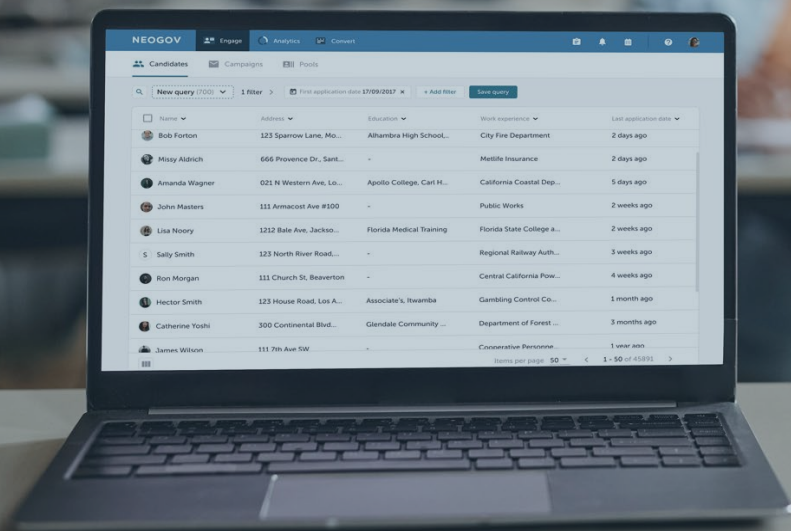 NEOGOV Engage Analytics Convert
Candidates Campaigns Pools
New query (700) 1 filter > First application date 17/09/2017 × + Add filter Save query
Name Address Education Work experience Last application date
Bob Forton 123 Sparrow Lane, Mo... Alhambra High School,... City Fire Department 2 days ago
Missy Aldrich 666 Provence Dr., Sant... - Metlife Insurance 2 days ago
Amanda Wagner 021 N Western Ave, Lo... Apollo College, Carl H... California Coastal Dep... 5 days ago
John Masters 111 Armacost Ave #100 - Public Works 2 weeks ago
Lisa Noory 1212 Bale Ave, Jackso... Florida Medical Training Florida State College a... 2 weeks ago
S Sally Smith 123 North River Road,... - Regional Railway Auth... 3 weeks ago
Ron Morgan 111 Church St, Beaverton - Central California Pow... 4 weeks ago
Hector Smith 123 House Road, Los A... Associate's, Itwamba Gambling Control Co... 1 month ago
Catherine Yoshi 300 Continental Blvd... Glendale Community ... Department of Forest ... 3 months ago
James Wilson 111 7th Ave SW - Cooperative Personne... 1 year ago
Items per page 50 < 1 - 50 of 45891 >